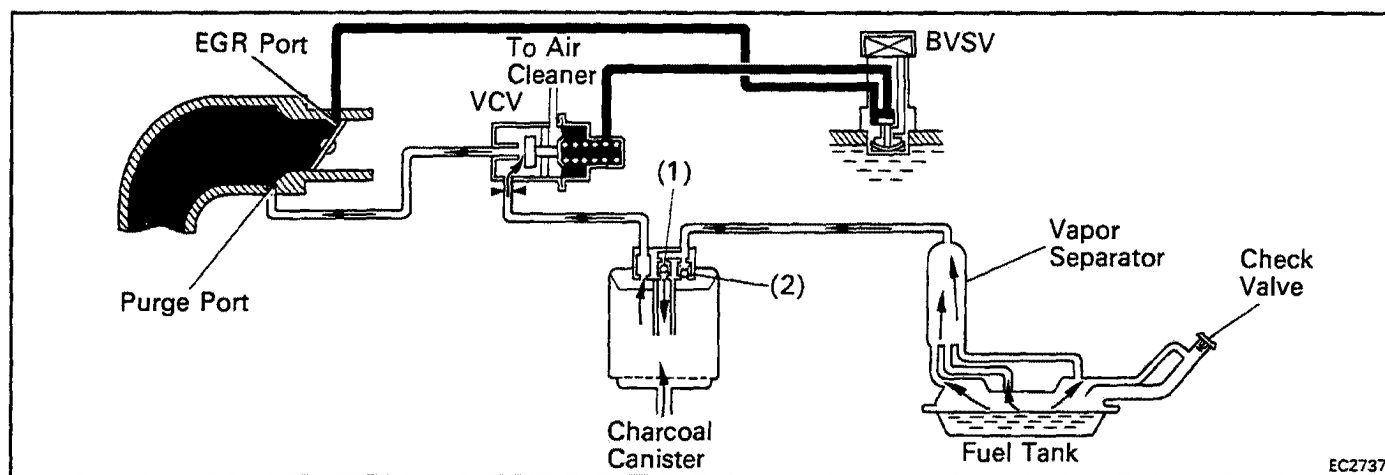 EGR Port
To Air
Cleaner
VCV
BVSV
(1)
(2)
Purge Port
Vapor
Separator
Check
Valve
Charcoal
Canister
Fuel Tank
EC2737